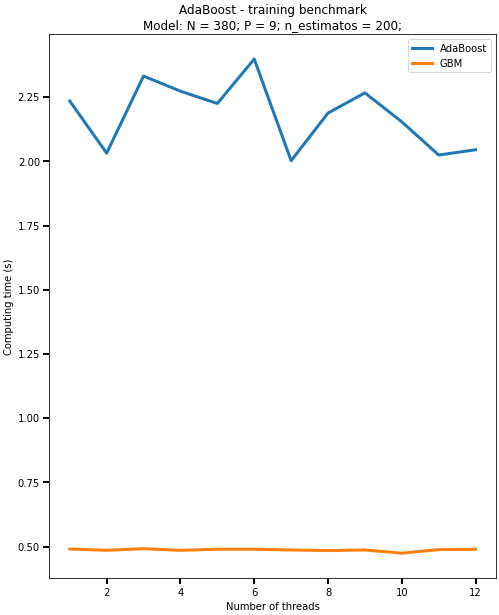 AdaBoost - training benchmark
Model: N = 380; P = 9; n_estimatos = 200;
AdaBoost
GBM
2.25
2.00
1.75
1.50
1.25
1.00
0.75
0.50
Computing time (s)
2 4 6 8 10 12
Number of threads